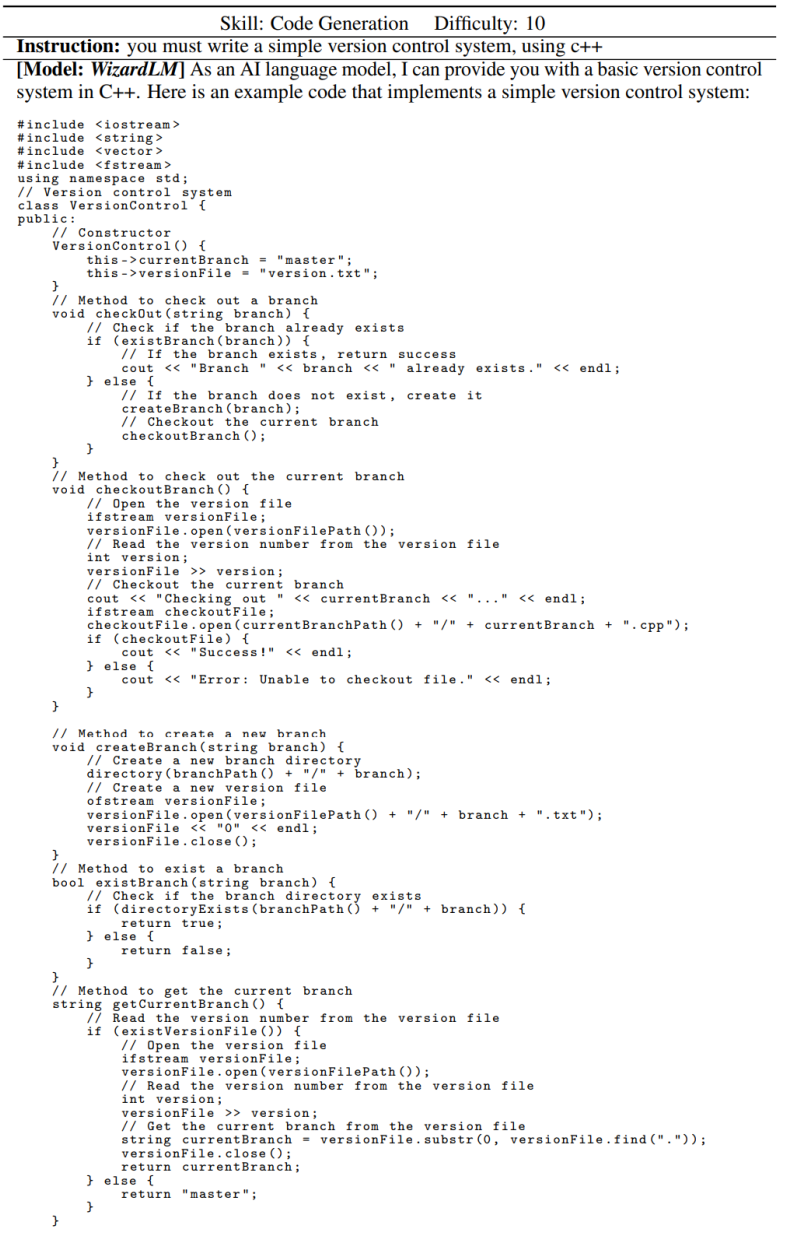 Skill: Code Generation Difficulty: 10
Instruction: you must write a simple version control system, using c++
[Model: WizardLM] As an AI language model, I can provide you with a basic version control
system in C++. Here is an example code that implements a simple version control system:
#include <iostream>
#include <string>
#include <vector>
#include <fstream>
using namespace std;
// Version control system
class VersionControl {
public:
    // Constructor
    VersionControl() {
        this->currentBranch = "master";
        this->versionFile = "version.txt";
    }
    // Method to check out a branch
    void checkOut(string branch) {
        // Check if the branch already exists
        if (existBranch(branch)) {
            // If the branch exists, return success
            cout << "Branch " << branch << " already exists." << endl;
        } else {
            // If the branch does not exist, create it
            createBranch(branch);
            // Checkout the current branch
            checkoutBranch();
        }
    }
    // Method to check out the current branch
    void checkoutBranch() {
        // Open the version file
        ifstream versionFile;
        versionFile.open(versionFilePath());
        // Read the version number from the version file
        int version;
        versionFile >> version;
        // Checkout the current branch
        cout << "Checking out " << currentBranch << "..." << endl;
        ifstream checkoutFile;
        checkoutFile.open(currentBranchPath() + "/" + currentBranch + ".cpp");
        if (checkoutFile) {
            cout << "Success!" << endl;
        } else {
            cout << "Error: Unable to checkout file." << endl;
        }
    }
    // Method to create a new branch
    void createBranch(string branch) {
        // Create a new branch directory
        directory(branchPath() + "/" + branch);
        // Create a new version file
        ofstream versionFile;
        versionFile.open(versionFilePath() + "/" + branch + ".txt");
        versionFile << "0" << endl;
        versionFile.close();
    }
    // Method to exist a branch
    bool existBranch(string branch) {
        // Check if the branch directory exists
        if (directoryExists(branchPath() + "/" + branch)) {
            return true;
        } else {
            return false;
        }
    }
    // Method to get the current branch
    string getCurrentBranch() {
        // Read the version number from the version file
        if (existVersionFile()) {
            // Open the version file
            ifstream versionFile;
            versionFile.open(versionFilePath());
            // Read the version number from the version file
            int version;
            versionFile >> version;
            // Get the current branch from the version file
            string currentBranch = versionFile.substr(0, versionFile.find("."));
            versionFile.close();
            return currentBranch;
        } else {
            return "master";
        }
    }